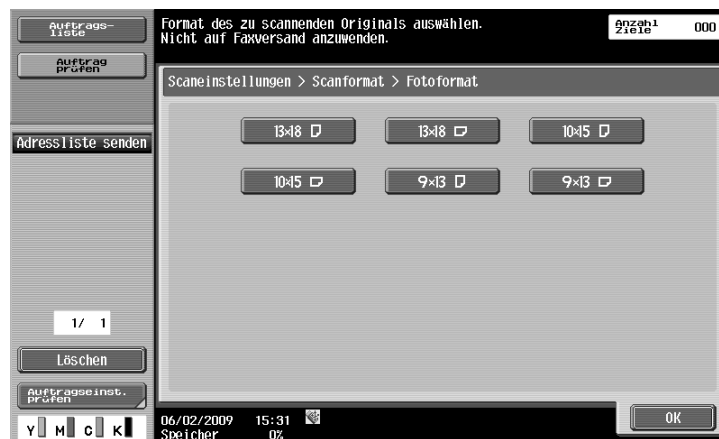 Auftrags-
liste
Auftrag
prüfen
Adressliste senden
1/ 1
Löschen
Auftragseinst.
prüfen
Y M C K
Format des zu scannenden Originals auswählen.
Nicht auf Faxversand anzuwenden.
Anzahl
Ziele 000
Scaneinstellungen > Scanformat > Fotoformat
13×18 13×18 10×15
10×15 9×13 9×13
06/02/2009 15:31
Speicher 0%
OK